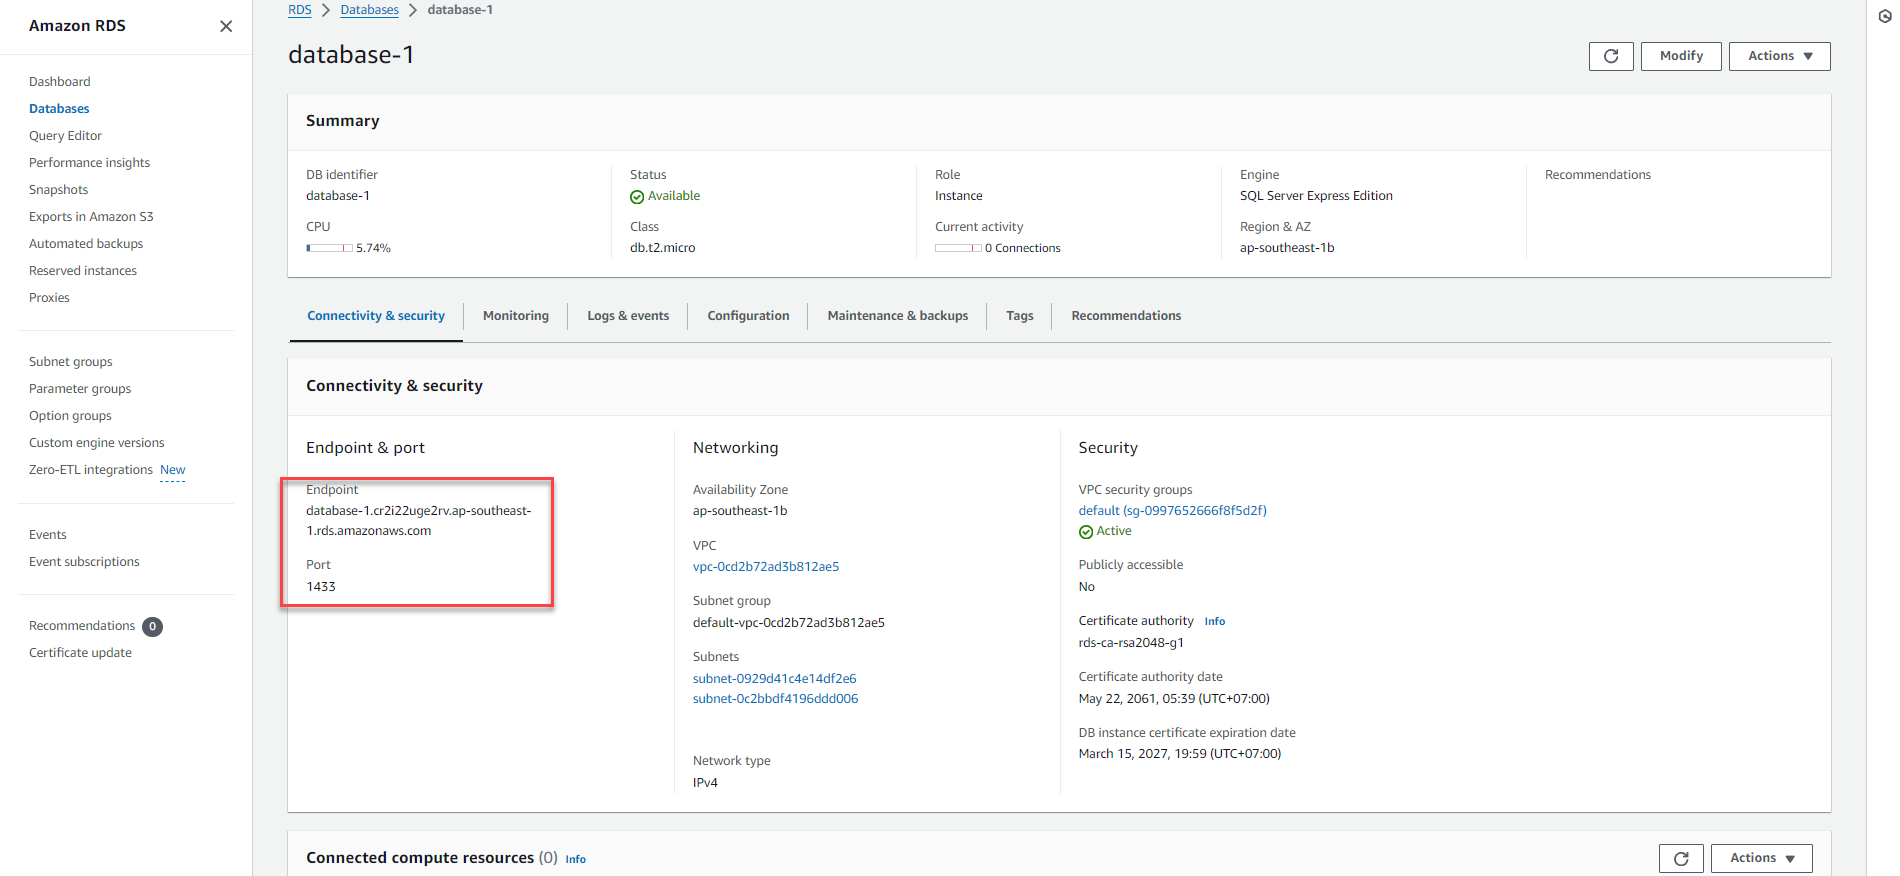 Amazon RDS
Dashboard
Databases
Query Editor
Performance insights
Snapshots
Exports in Amazon S3
Automated backups
Reserved instances
Proxies
Subnet groups
Parameter groups
Option groups
Custom engine versions
Zero-ETL integrations New
Events
Event subscriptions
Recommendations 0
Certificate update
RDS > Databases > database-1
database-1
Modify
Actions
Summary
DB identifier
database-1
CPU
5.74%
Status
Available
Class
db.t2.micro
Role
Instance
Current activity
0 Connections
Engine
SQL Server Express Edition
Region & AZ
ap-southeast-1b
Recommendations
Connectivity & security
Monitoring
Logs & events
Configuration
Maintenance & backups
Tags
Recommendations
Connectivity & security
Endpoint & port
Endpoint
database-1.cr2i22uge2rv.ap-southeast-
1.rds.amazonaws.com
Port
1433
Networking
Availability Zone
ap-southeast-1b
VPC
vpc-0cd2b72ad3b812ae5
Subnet group
default-vpc-0cd2b72ad3b812ae5
Subnets
subnet-0929d41c4e14df2e6
subnet-0c2bbdf4196ddd006
Network type
IPv4
Security
VPC security groups
default (sg-0997652666f8f5d2f)
Active
Publicly accessible
No
Certificate authority Info
rds-ca-rsa2048-g1
Certificate authority date
May 22, 2061, 05:39 (UTC+07:00)
DB instance certificate expiration date
March 15, 2027, 19:59 (UTC+07:00)
Connected compute resources (0) Info
Actions